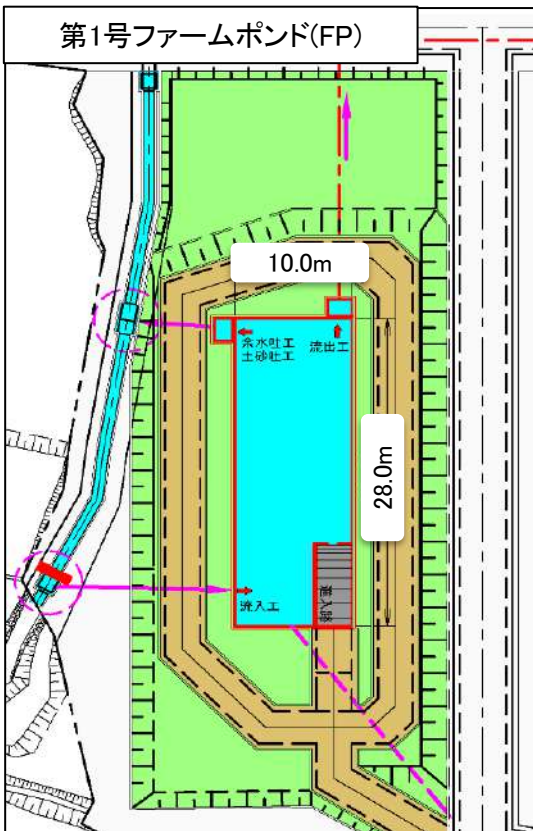 第1号ファームポンド(FP)
10.0m
余水吐工
土砂吐工
流出工
28.0m
流入工
進入路